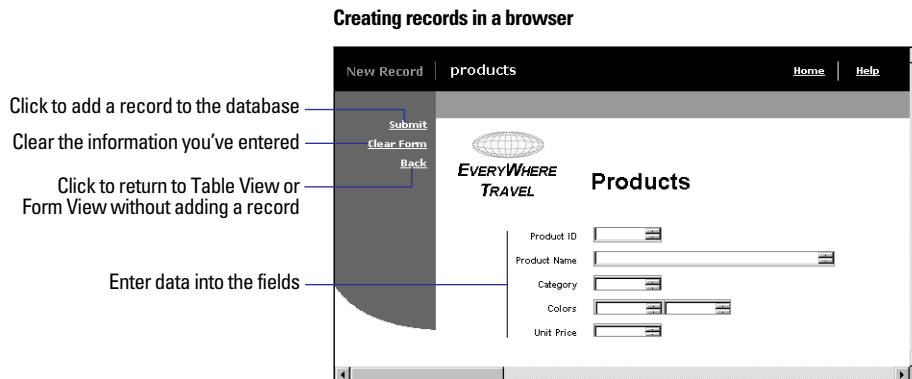 Creating records in a browser
New Record products Home Help
Click to add a record to the database
Submit
Clear the information you've entered
Clear Form
Back
Click to return to Table View or
Form View without adding a record
EVERYWHERE
TRAVEL
Products
Product ID
Product Name
Enter data into the fields
Category
Colors
Unit Price